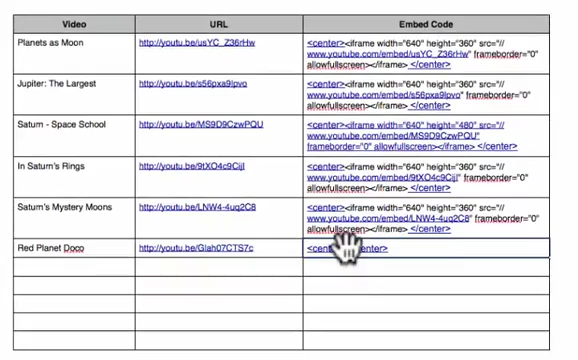 Video URL Embed Code
Planets as Moon http://youtu.be/usYC_Z36rHw <center><iframe width="640" height="360" src="//
www.youtube.com/embed/usYC_Z36rHw" frameborder="0"
allowfullscreen></iframe> </center>
Jupiter: The Largest http://youtu.be/s56pxa9lpvo <center><iframe width="640" height="360" src="//
www.youtube.com/embed/s56pxa9lpvo" frameborder="0"
allowfullscreen></iframe> </center>
Saturn - Space School http://youtu.be/MS9D9CzwPQU <center><iframe width="640" height="480" src="//
www.youtube.com/embed/MS9D9CzwPQU"
frameborder="0" allowfullscreen></iframe> </center>
In Saturn's Rings http://youtu.be/9tXO4c9CijI <center><iframe width="640" height="360" src="//
www.youtube.com/embed/9tXO4c9CijI" frameborder="0"
allowfullscreen></iframe> </center>
Saturn's Mystery Moons http://youtu.be/LNW4-4uq2C8 <center><iframe width="640" height="360" src="//
www.youtube.com/embed/LNW4-4uq2C8" frameborder="0"
allowfullscreen></iframe> </center>
Red Planet Doco http://youtu.be/Glah07CTS7c